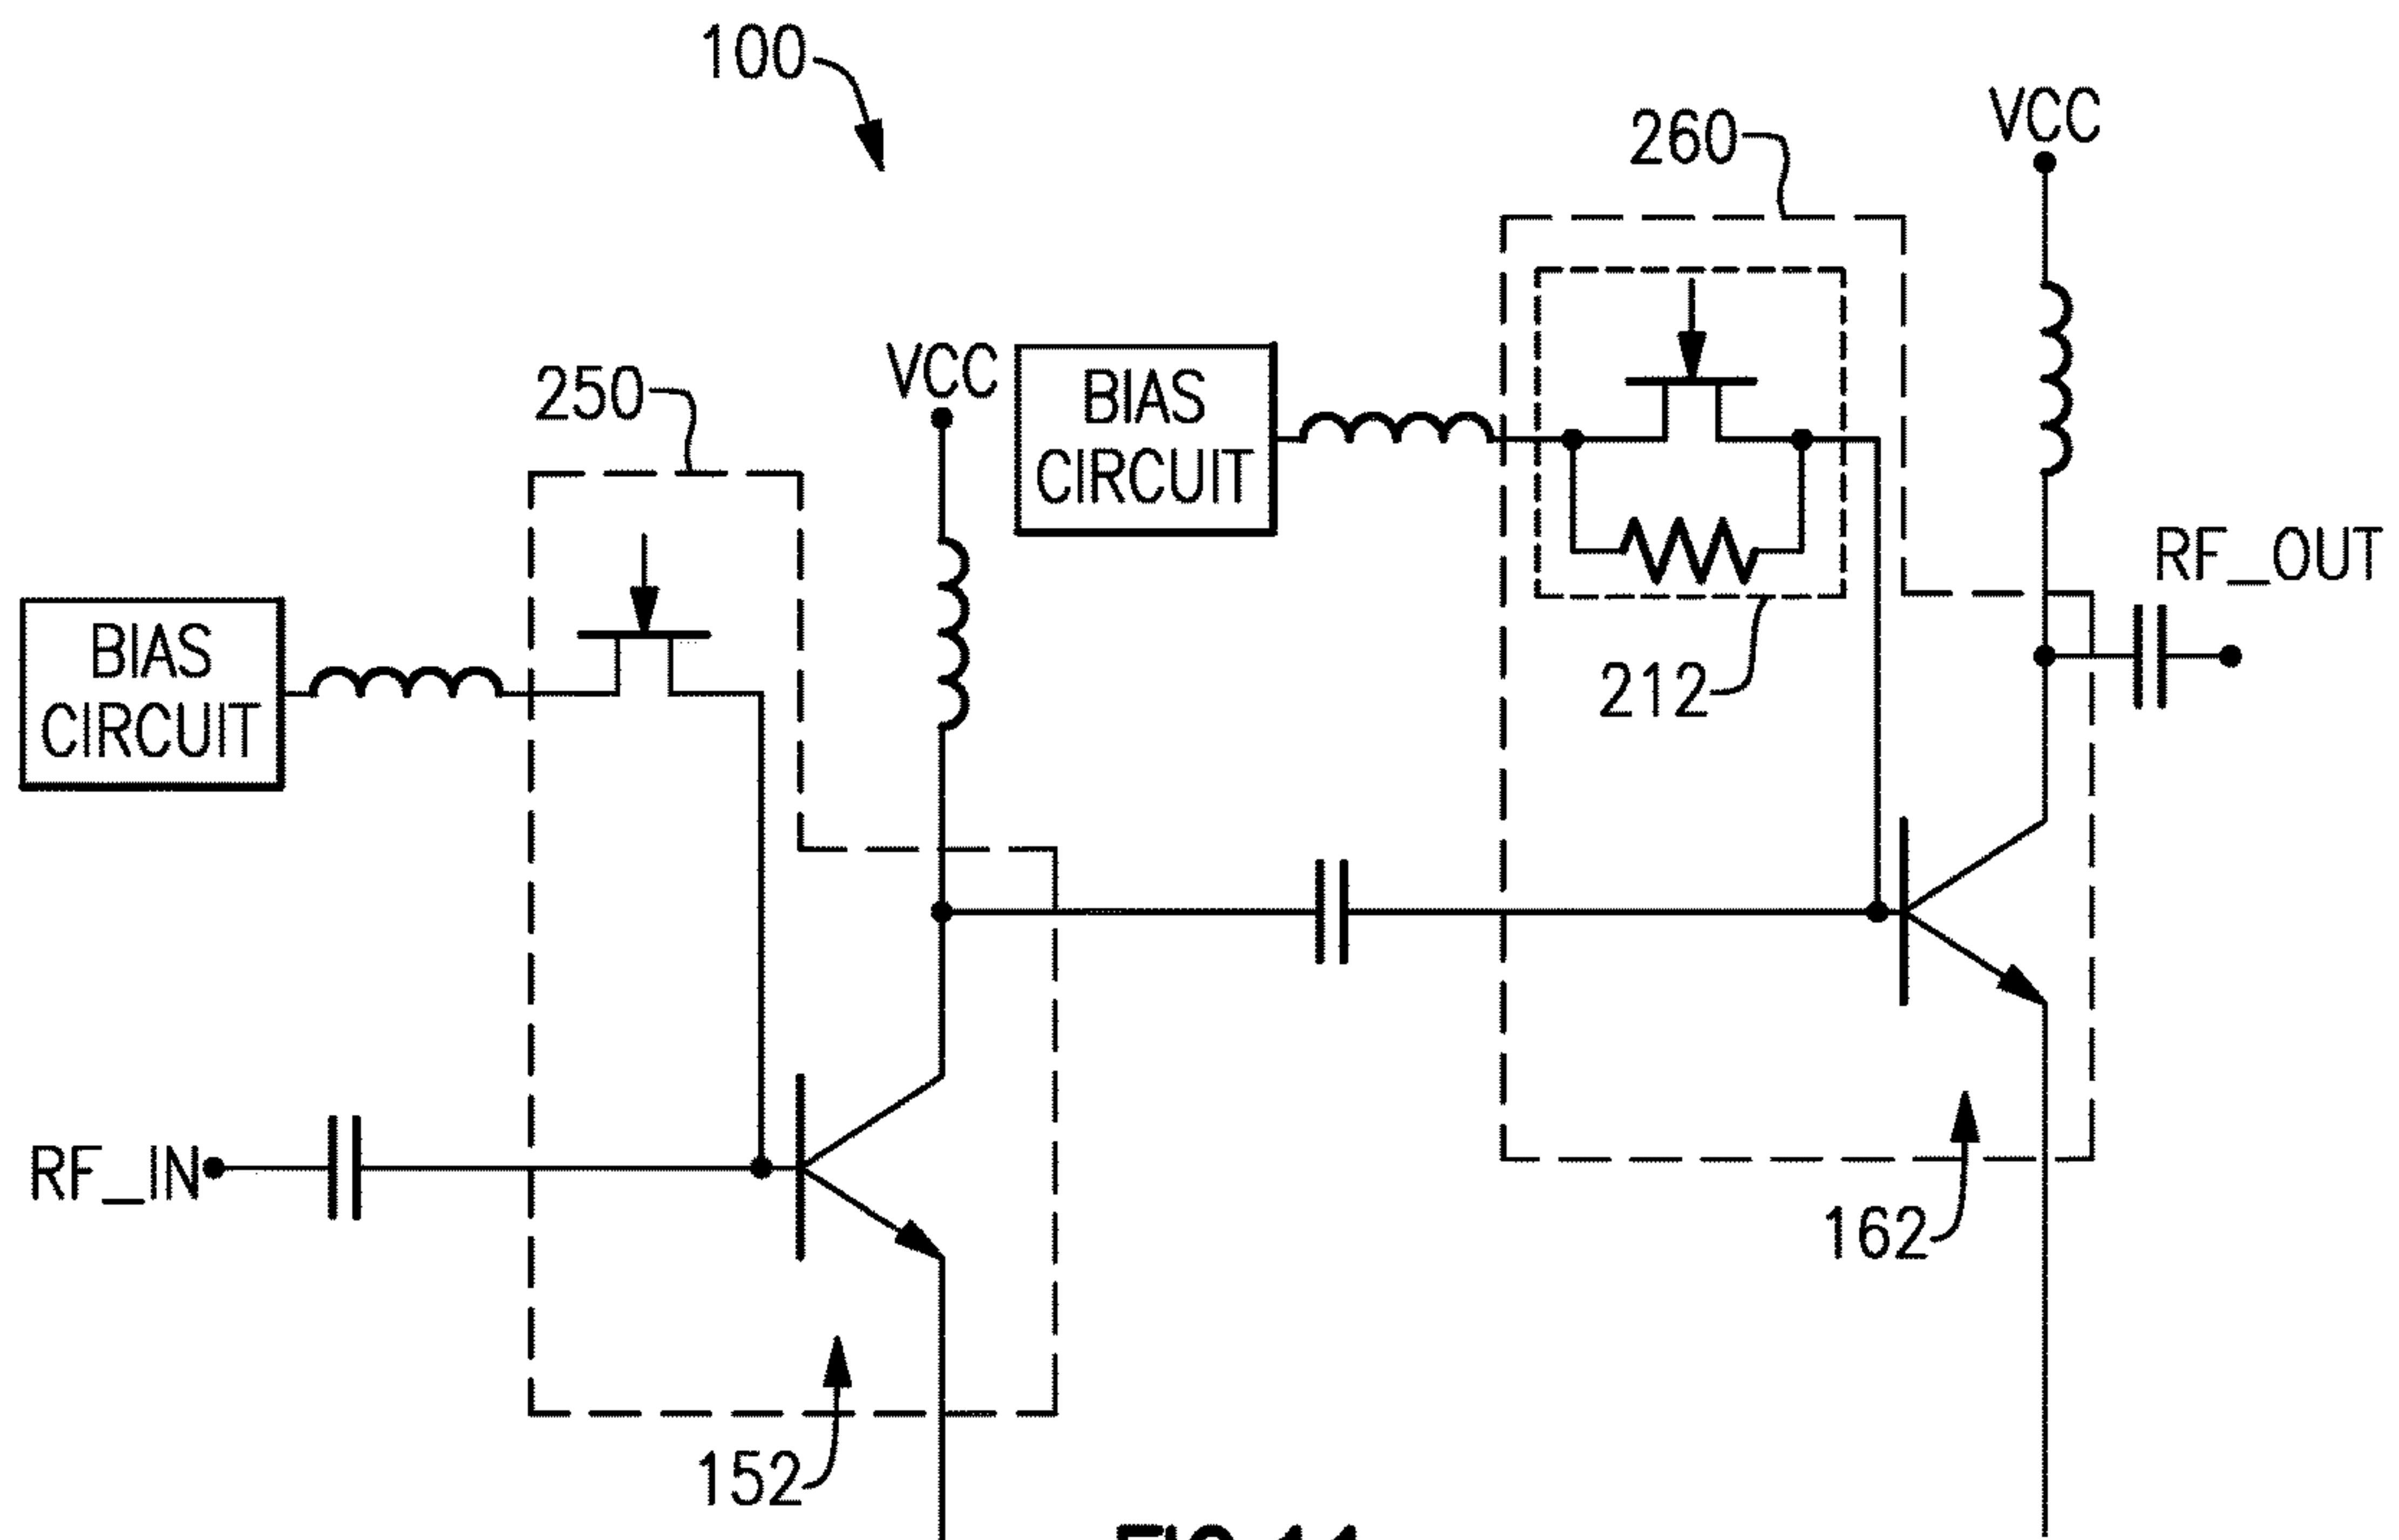 100
VCC
260
VCC
250
BIAS
CIRCUIT
RF_OUT
BIAS
CIRCUIT
212
RF_IN
162
152